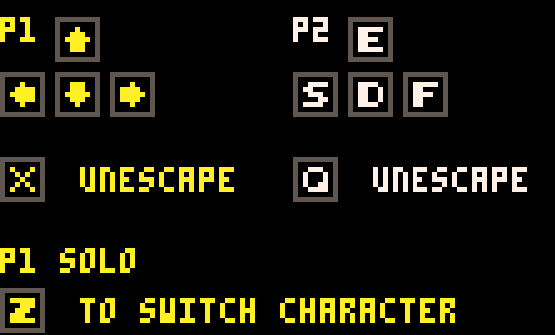 P1 P2 E
S D F
X UNESCAPE Q UNESCAPE
P1 SOLO
Z TO SWITCH CHARACTER